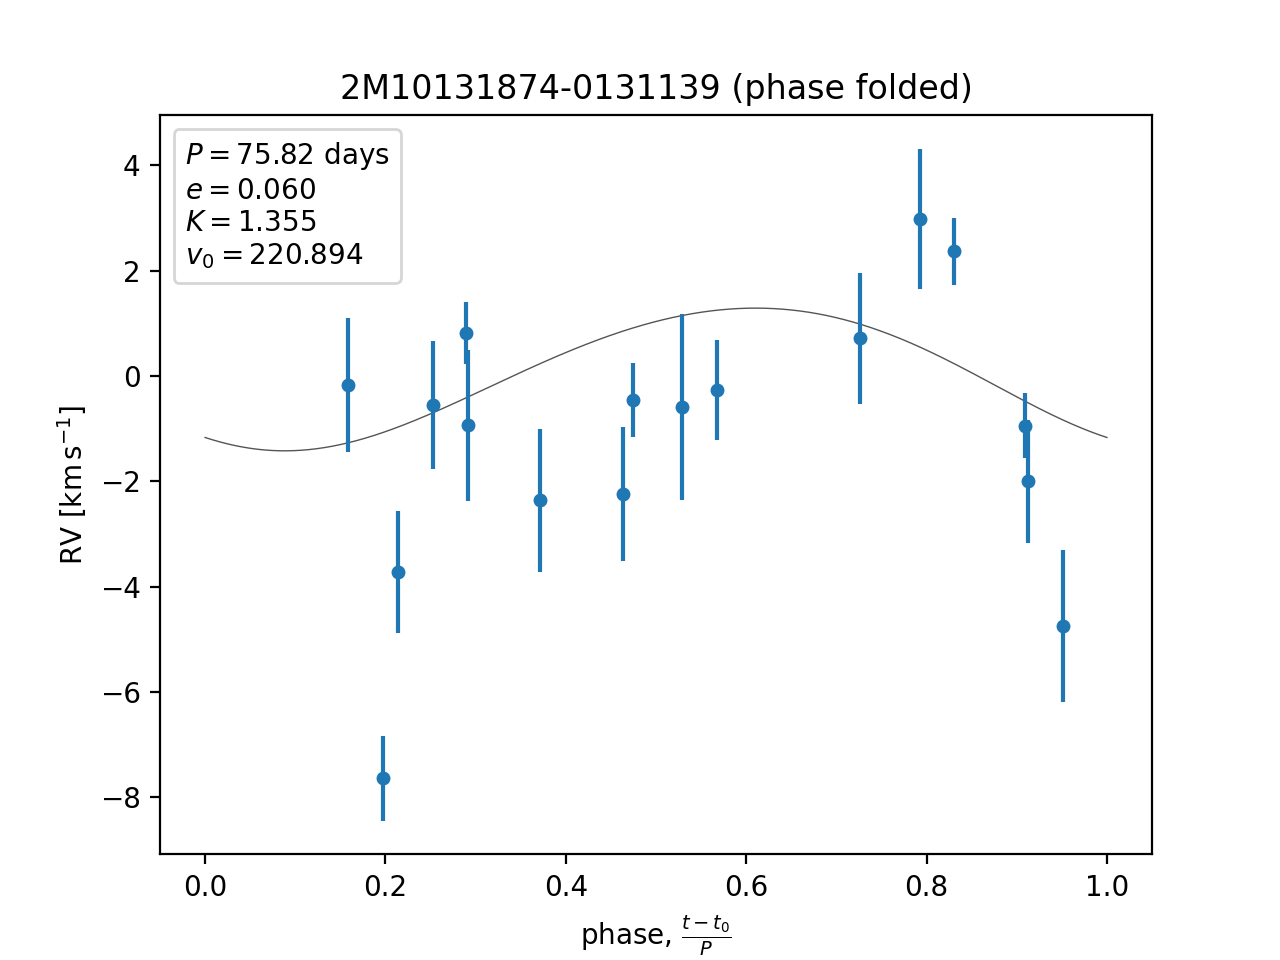 2M10131874-0131139 (phase folded)
P = 75.82 days
e = 0.060
K = 1.355
v₀ = 220.894
4
2
0
−2
−4
−6
−8
RV [km s⁻¹]
0.0 0.2 0.4 0.6 0.8 1.0
phase, (t − t₀)/P